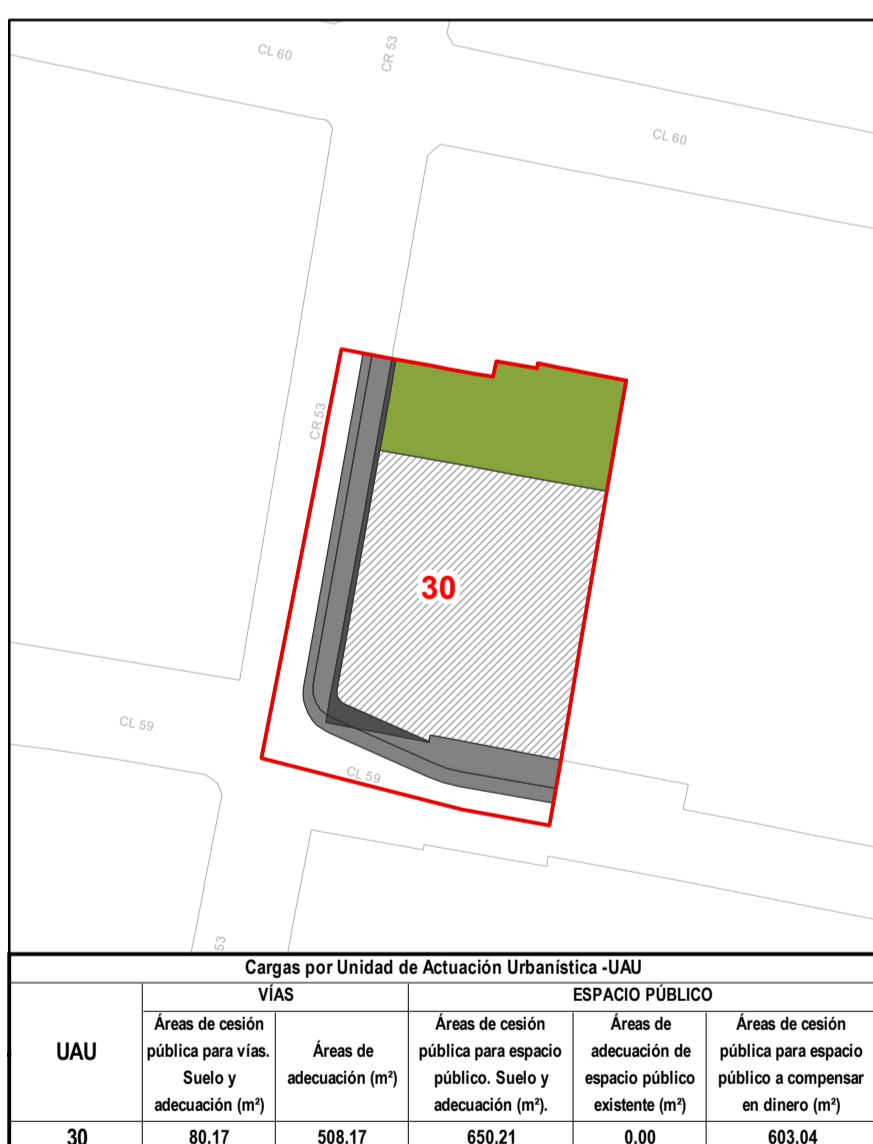 CL 60
CR 53
CL 60
CR 53
30
CL 59
CL 59
53
Cargas por Unidad de Actuación Urbanística -UAU
UAU
VÍAS
ESPACIO PÚBLICO
Áreas de cesión
pública para vías.
Suelo y
adecuación (m²)
Áreas de
adecuación (m²)
Áreas de cesión
pública para espacio
público. Suelo y
adecuación (m²).
Áreas de
adecuación de
espacio público
existente (m²)
Áreas de cesión
pública para espacio
público a compensar
en dinero (m²)
30
80.17
508.17
650.21
0.00
603.04